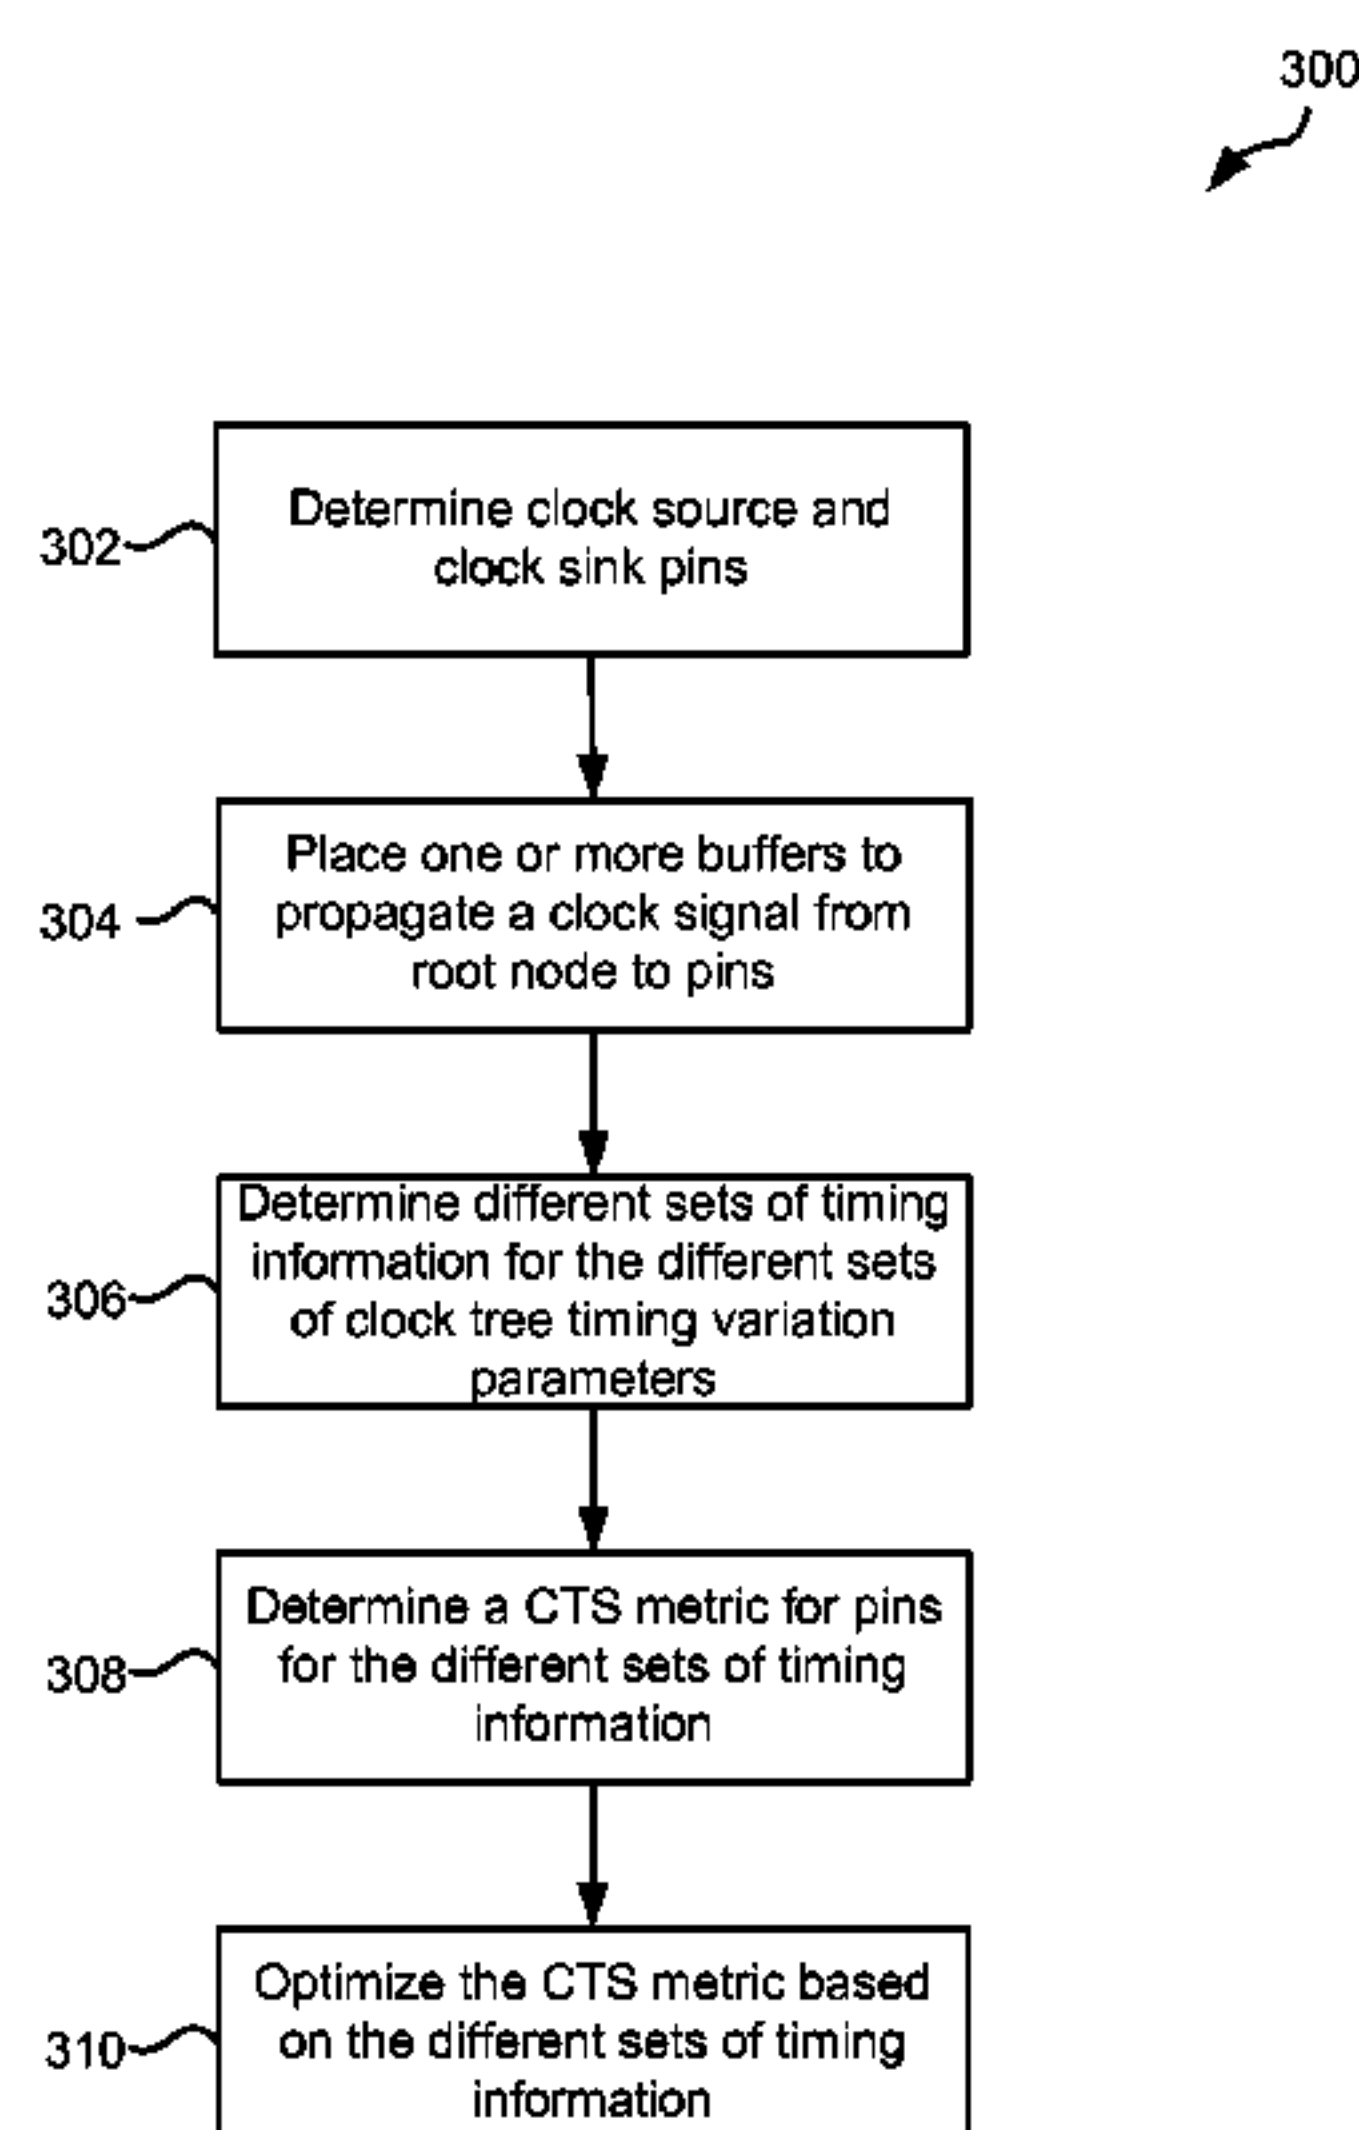 300
302
Determine clock source and
clock sink pins
304
Place one or more buffers to
propagate a clock signal from
root node to pins
306
Determine different sets of timing
information for the different sets
of clock tree timing variation
parameters
308
Determine a CTS metric for pins
for the different sets of timing
information
310
Optimize the CTS metric based
on the different sets of timing
information